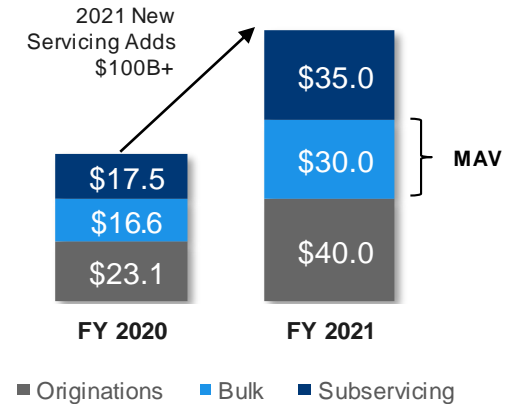 2021 New
Servicing Adds
$100B+
$35.0
$30.0
MAV
$40.0
$17.5
$16.6
$23.1
FY 2020
FY 2021
Originations
Bulk
Subservicing